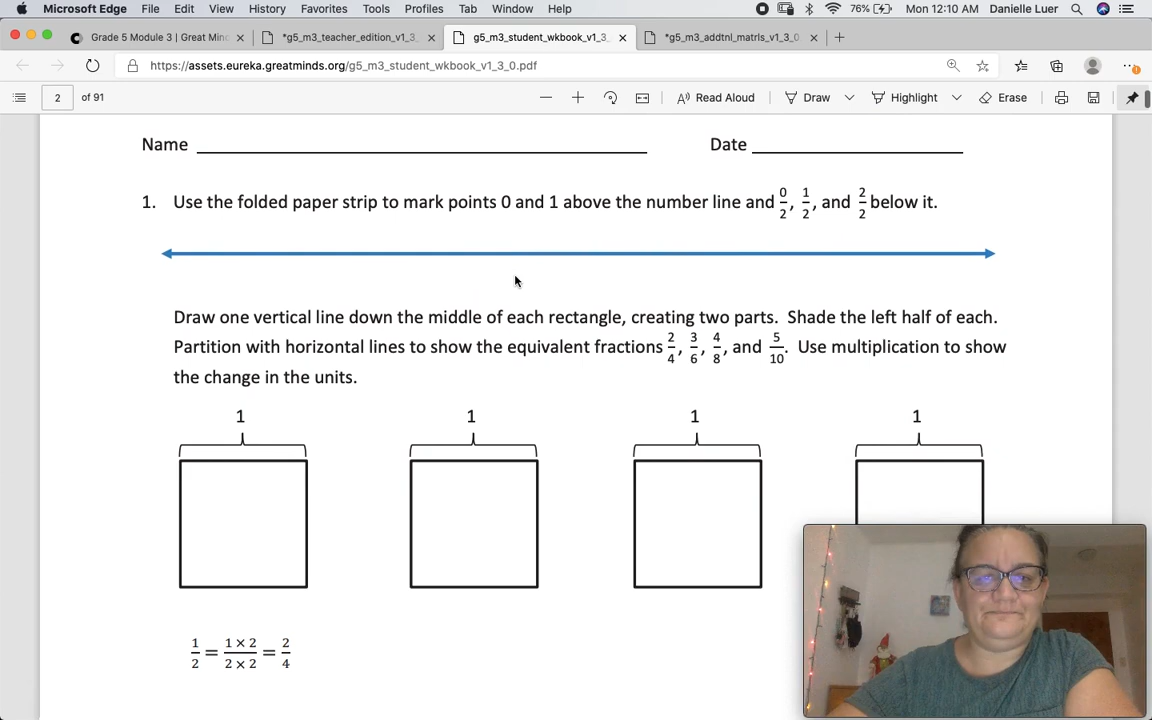 Microsoft Edge File Edit View History Favorites Tools Profiles Tab Window Help 76% Mon 12:10 AM Danielle Luer
Grade 5 Module 3 | Great Min
*g5_m3_teacher_edition_v1_3_
g5_m3_student_wkbook_v1_3_
*g5_m3_addtnl_matrls_v1_3_0
https://assets.eureka.greatminds.org/g5_m3_student_wkbook_v1_3_0.pdf
2 of 91 Read Aloud Draw Highlight Erase
Name Date
1. Use the folded paper strip to mark points 0 and 1 above the number line and 0/2, 1/2, and 2/2 below it.
Draw one vertical line down the middle of each rectangle, creating two parts. Shade the left half of each.
Partition with horizontal lines to show the equivalent fractions 2/4, 3/6, 4/8, and 5/10. Use multiplication to show
the change in the units.
1 1 1 1
1/2 = 1 × 2/2 × 2 = 2/4